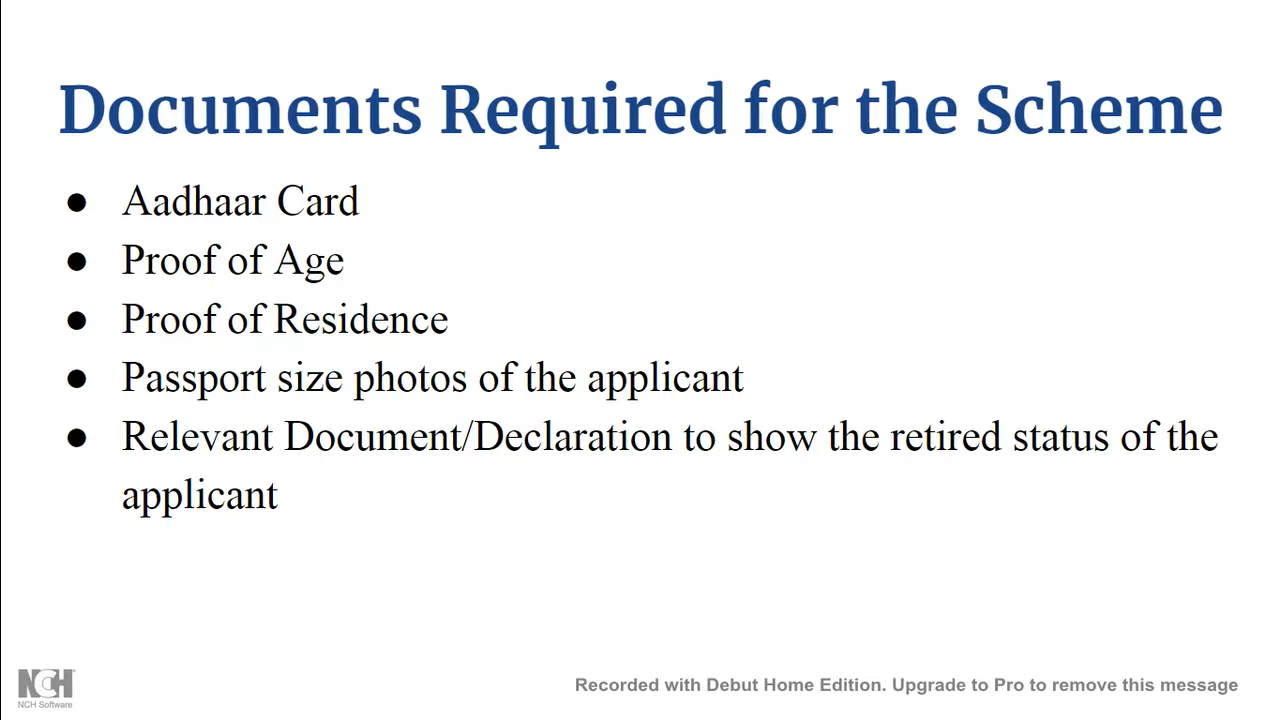 Documents Required for the Scheme
● Aadhaar Card
● Proof of Age
● Proof of Residence
● Passport size photos of the applicant
● Relevant Document/Declaration to show the retired status of the
applicant
NCH
NCH Software
Recorded with Debut Home Edition. Upgrade to Pro to remove this message